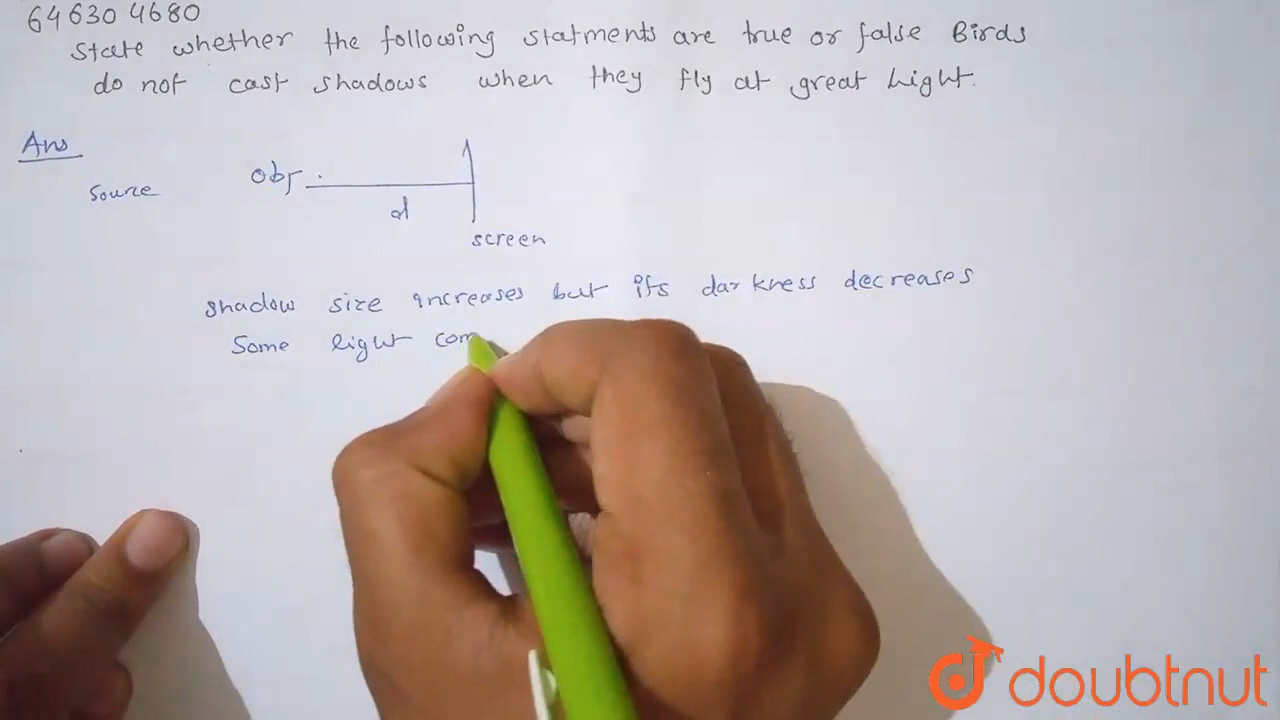 64630 4680
State whether the following statments are true or false Birds
do not cast shadows when they fly at great hight.
Ans
Source
Obj
d
screen
shadow size increases but its darkness decreases
Some light com
doubtnut